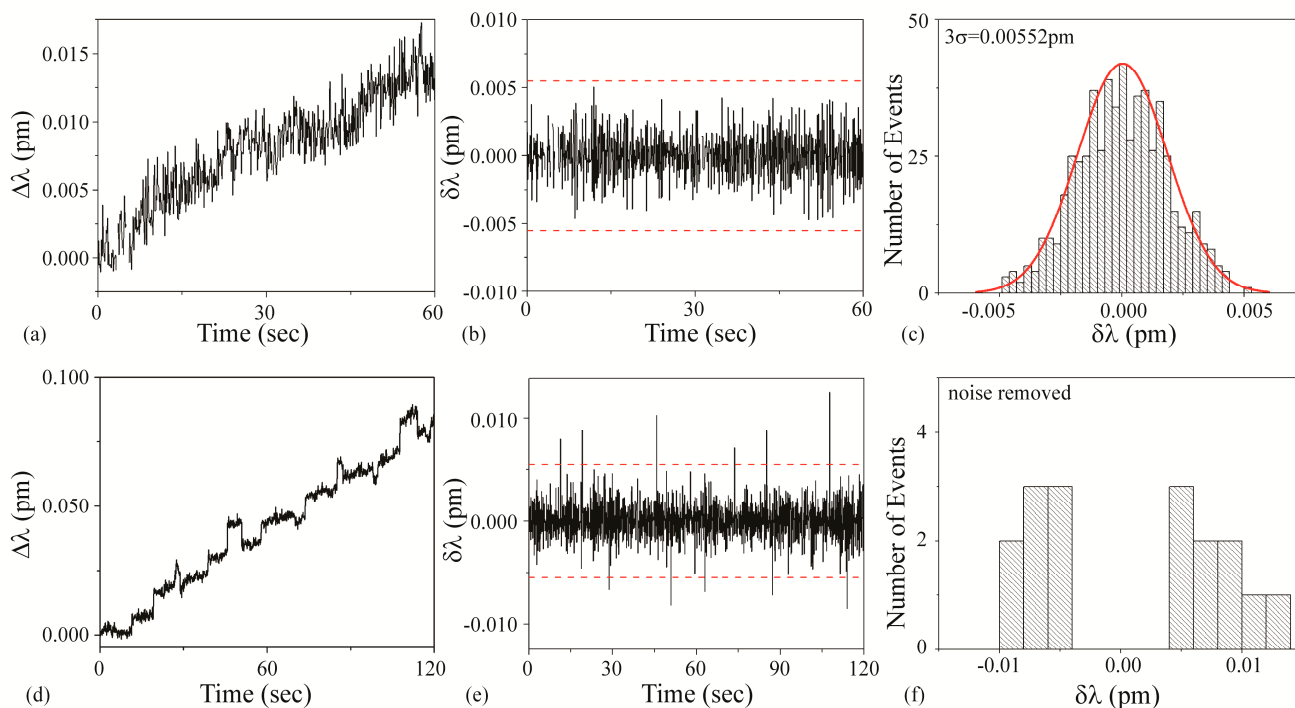 0.015
0.010
0.005
0.000
Δλ (pm)
0
30
60
Time (sec)
(a)
0.010
0.005
0.000
-0.005
-0.010
δλ (pm)
0
30
60
Time (sec)
(b)
3σ=0.00552pm
50
25
0
Number of Events
-0.005
0.000
0.005
δλ (pm)
(c)
0.100
0.050
0.000
Δλ (pm)
0
60
120
Time (sec)
(d)
0.010
0.000
-0.010
δλ (pm)
0
30
60
90
120
Time (sec)
(e)
noise removed
4
2
0
Number of Events
-0.01
0.00
0.01
δλ (pm)
(f)